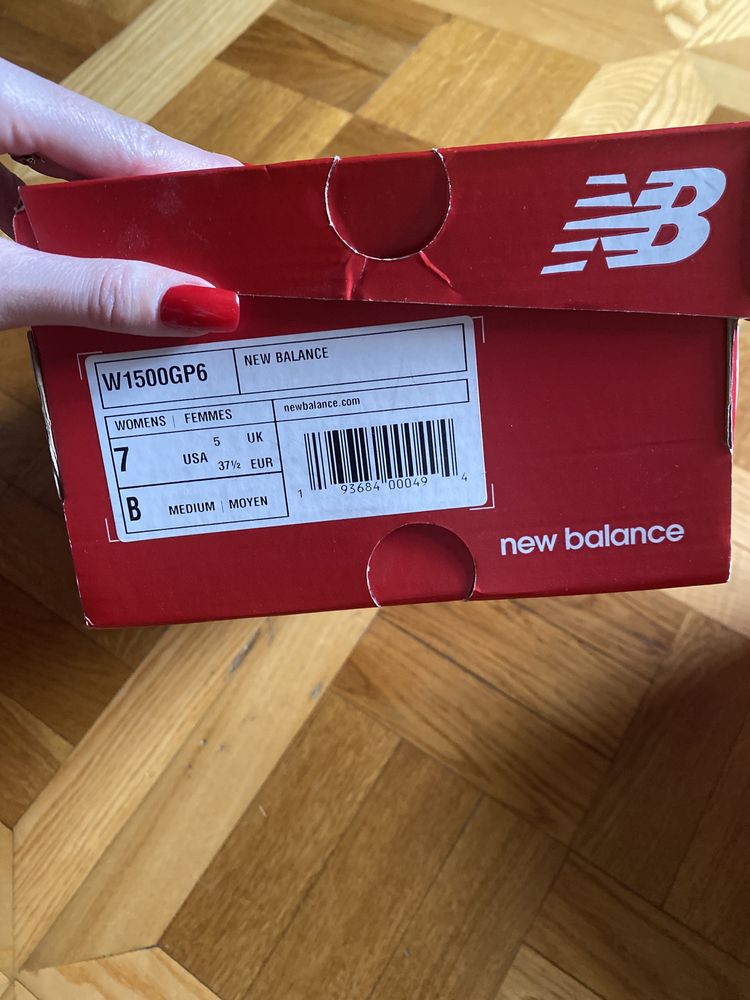 NB
W1500GP6
NEW BALANCE
WOMENS | FEMMES
newbalance.com
7 USA 5 UK
37½ EUR
B MEDIUM | MOYEN
1 93684 00049 4
new balance